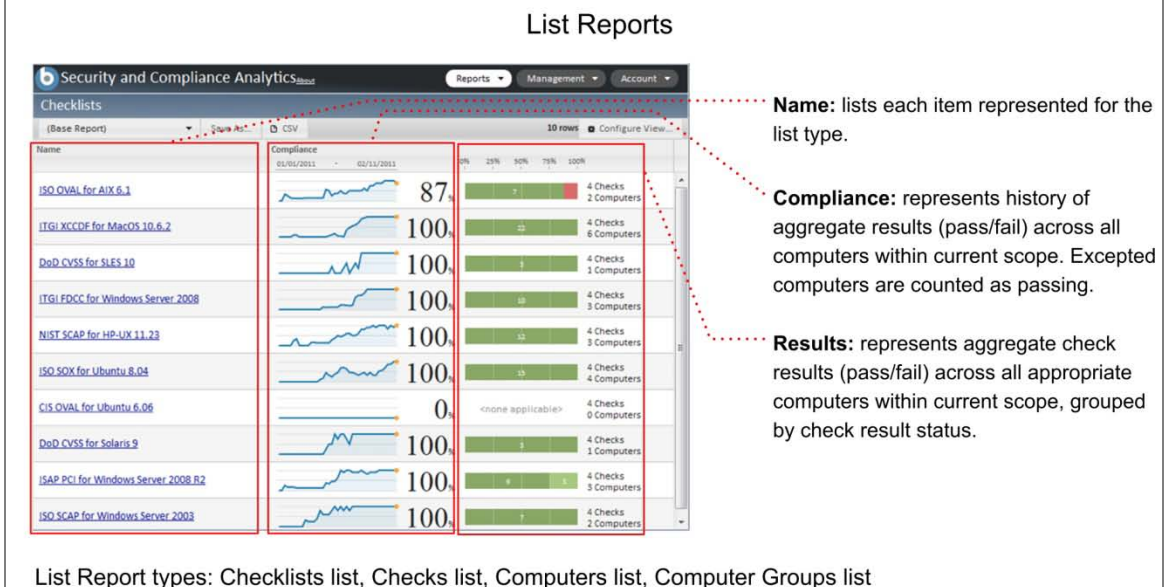 List Reports
Security and Compliance Analytics About
Reports Management Account
Checklists
(Base Report) Save As... CSV 10 rows Configure View...
Name Compliance
01/01/2011 - 02/11/2011 0% 25% 50% 75% 100%
ISO OVAL for AIX 6.1 87% 7 4 Checks
2 Computers
ITGI XCCDF for MacOS 10.6.2 100% 22 4 Checks
6 Computers
DoD CVSS for SLES 10 100% 4 Checks
1 Computers
ITGI FDCC for Windows Server 2008 100% 10 4 Checks
3 Computers
NIST SCAP for HP-UX 11.23 100% 12 4 Checks
3 Computers
ISO SOX for Ubuntu 8.04 100% 15 4 Checks
4 Computers
CIS OVAL for Ubuntu 6.06 0% <none applicable> 4 Checks
0 Computers
DoD CVSS for Solaris 9 100% 4 Checks
1 Computers
ISAP PCI for Windows Server 2008 R2 100% 1 4 Checks
3 Computers
ISO SCAP for Windows Server 2003 100% 7 4 Checks
2 Computers
Name: lists each item represented for the
list type.
Compliance: represents history of
aggregate results (pass/fail) across all
computers within current scope. Excepted
computers are counted as passing.
Results: represents aggregate check
results (pass/fail) across all appropriate
computers within current scope, grouped
by check result status.
List Report types: Checklists list, Checks list, Computers list, Computer Groups list